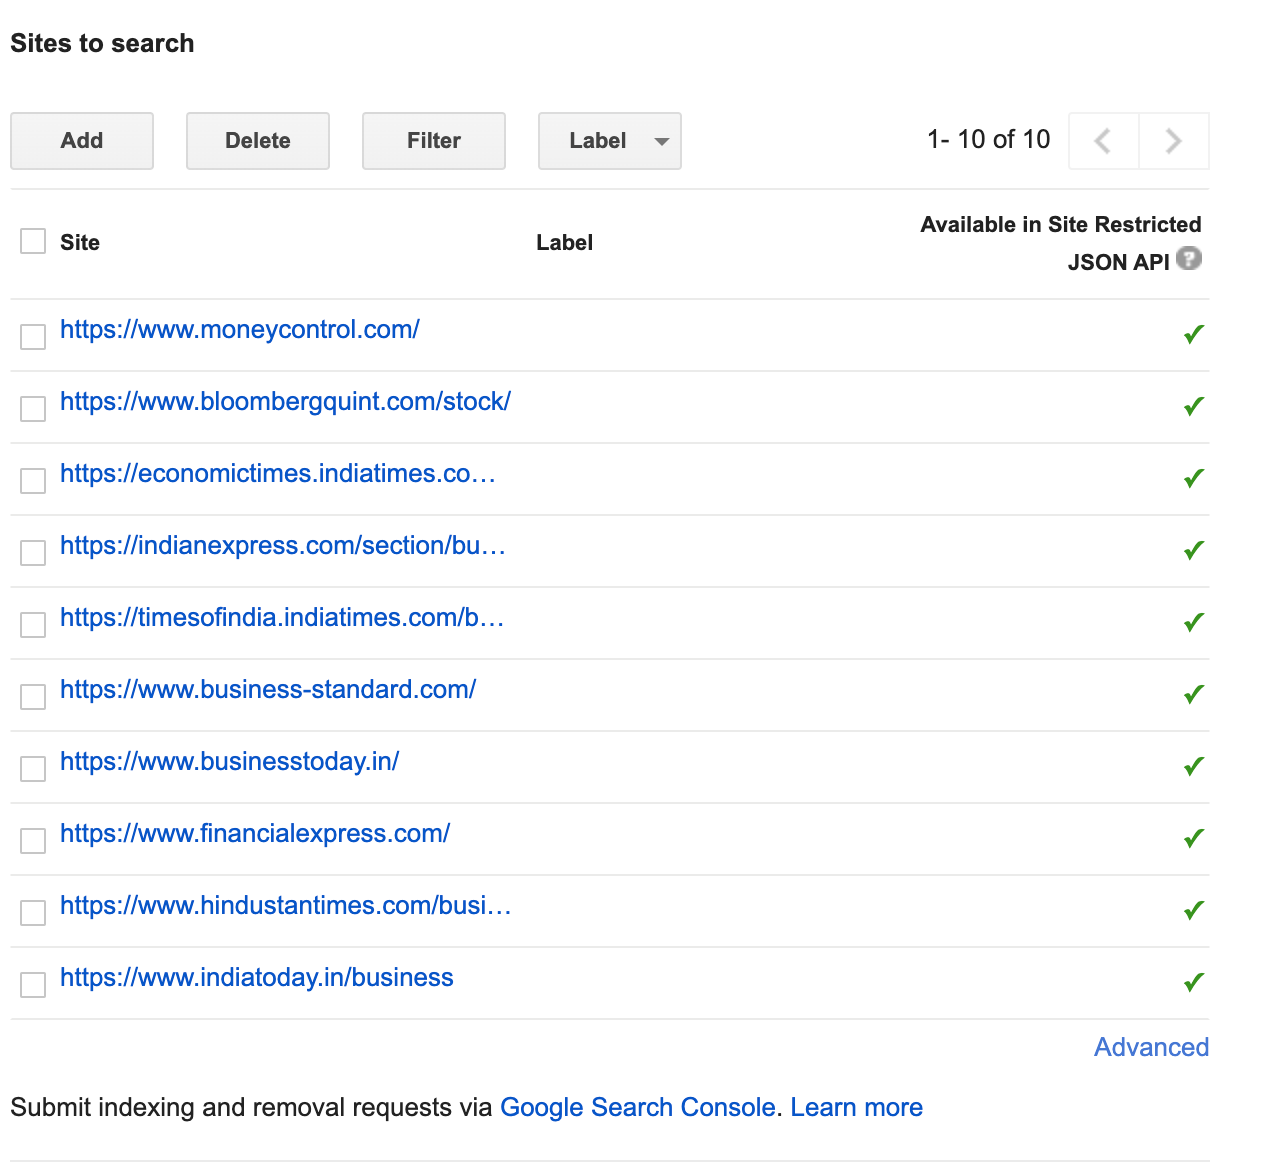 Sites to search
Add Delete Filter Label 1- 10 of 10
Site Label Available in Site Restricted JSON API ?
https://www.moneycontrol.com/
https://www.bloombergquint.com/stock/
https://economictimes.indiatimes.co…
https://indianexpress.com/section/bu…
https://timesofindia.indiatimes.com/b…
https://www.business-standard.com/
https://www.businesstoday.in/
https://www.financialexpress.com/
https://www.hindustantimes.com/busi…
https://www.indiatoday.in/business
Advanced
Submit indexing and removal requests via Google Search Console. Learn more